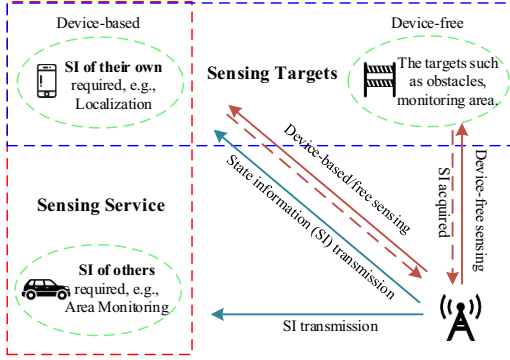 Device-based
Device-free
SI of their own
required, e.g.,
Localization
Sensing Targets
The targets such
as obstacles,
monitoring area,
Device-based/free sensing
State information (SI) transmission
SI acquired
Device-free sensing
Sensing Service
SI of others
required, e.g.,
Area Monitoring
SI transmission